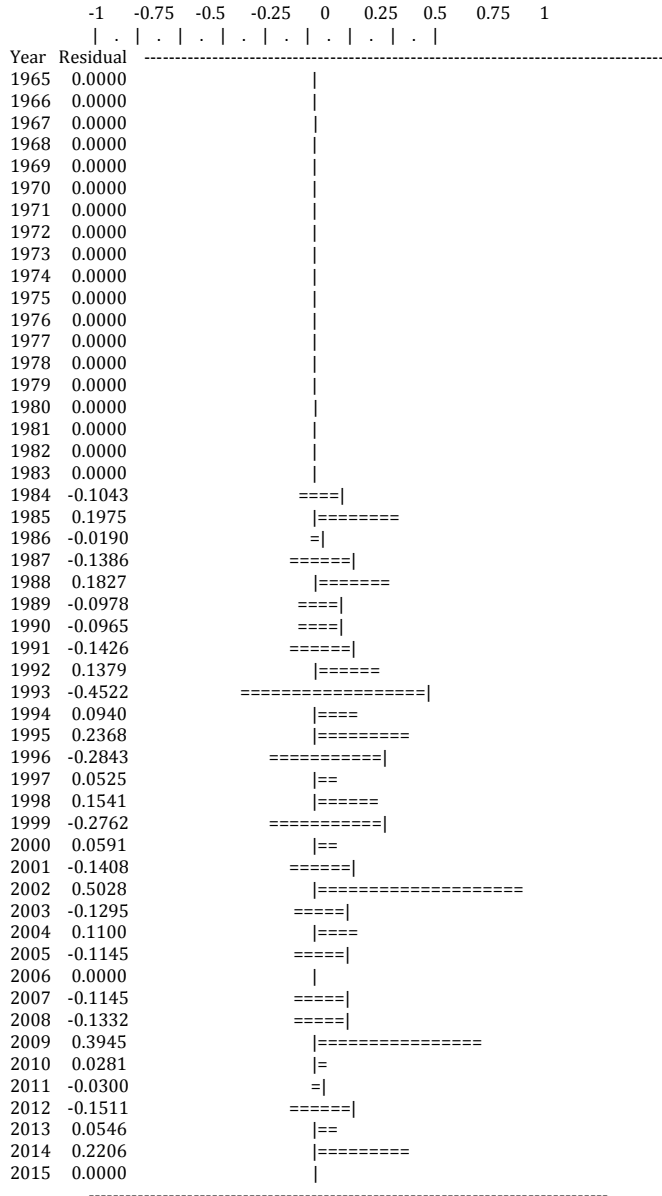 -1 -0.75 -0.5 -0.25 0 0.25 0.5 0.75 1
| . | . | . | . | . | . | . | . |
Year Residual ------------------------------------------------------------------------------------
1965 0.0000 |
1966 0.0000 |
1967 0.0000 |
1968 0.0000 |
1969 0.0000 |
1970 0.0000 |
1971 0.0000 |
1972 0.0000 |
1973 0.0000 |
1974 0.0000 |
1975 0.0000 |
1976 0.0000 |
1977 0.0000 |
1978 0.0000 |
1979 0.0000 |
1980 0.0000 |
1981 0.0000 |
1982 0.0000 |
1983 0.0000 |
1984 -0.1043 ====|
1985 0.1975 |========
1986 -0.0190 =|
1987 -0.1386 ======|
1988 0.1827 |=======
1989 -0.0978 ====|
1990 -0.0965 ====|
1991 -0.1426 ======|
1992 0.1379 |======
1993 -0.4522 ==================|
1994 0.0940 |====
1995 0.2368 |=========
1996 -0.2843 ===========|
1997 0.0525 |==
1998 0.1541 |======
1999 -0.2762 ===========|
2000 0.0591 |==
2001 -0.1408 ======|
2002 0.5028 |====================
2003 -0.1295 =====|
2004 0.1100 |====
2005 -0.1145 =====|
2006 0.0000 |
2007 -0.1145 =====|
2008 -0.1332 =====|
2009 0.3945 |================
2010 0.0281 |=
2011 -0.0300 =|
2012 -0.1511 ======|
2013 0.0546 |==
2014 0.2206 |=========
2015 0.0000 |
------------------------------------------------------------------------------------